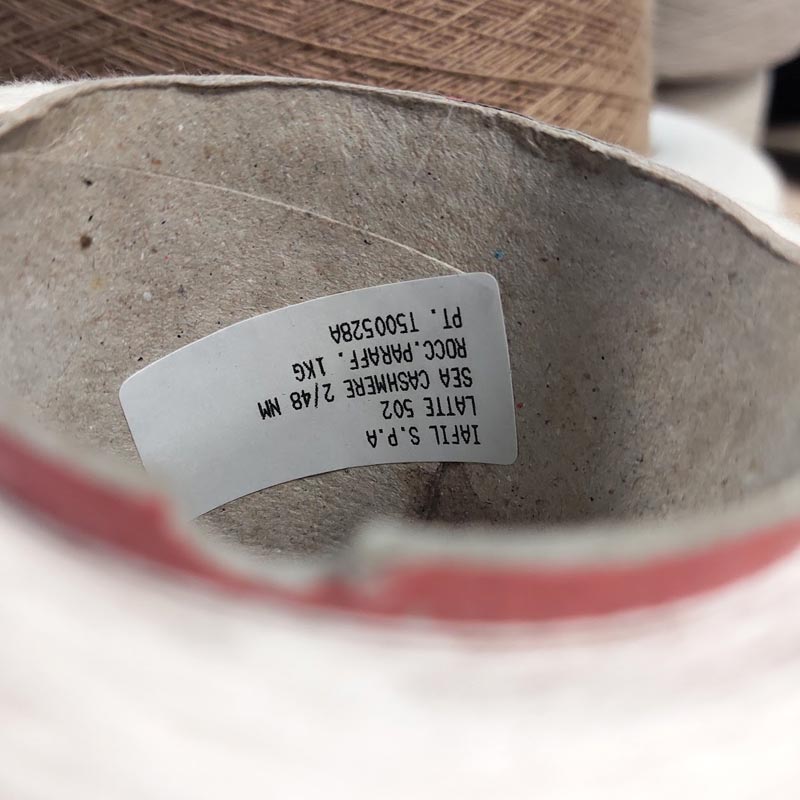 IAFIL S.P.A
LATTE 502
SEA CASHMERE 2/48 NM
ROCC.PARAFF. 1KG
PT. T500528A